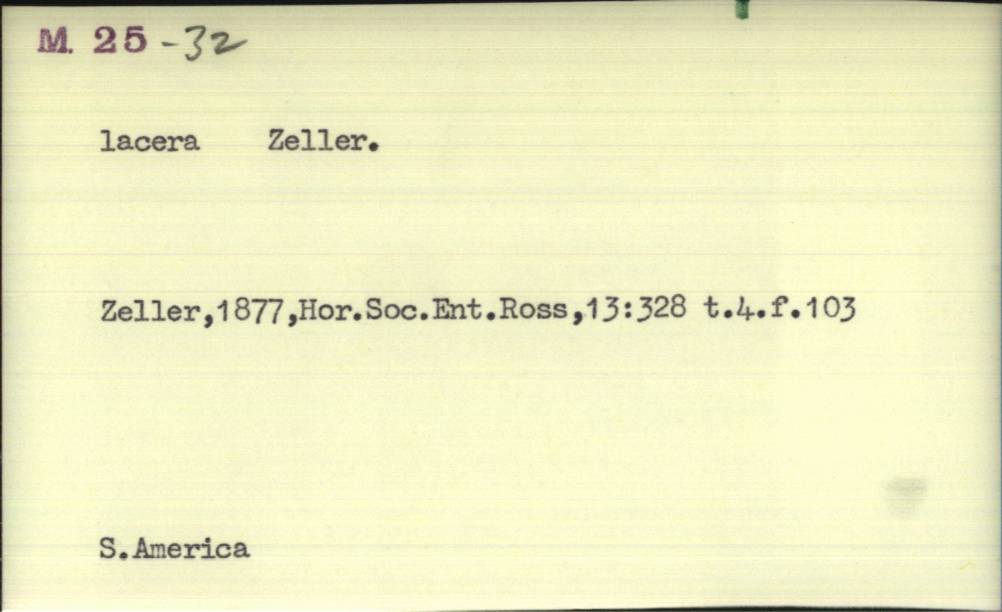 M. 25 -32
lacera Zeller.
Zeller,1877,Hor.Soc.Ent.Ross,13:328 t.4.f.103
S.America